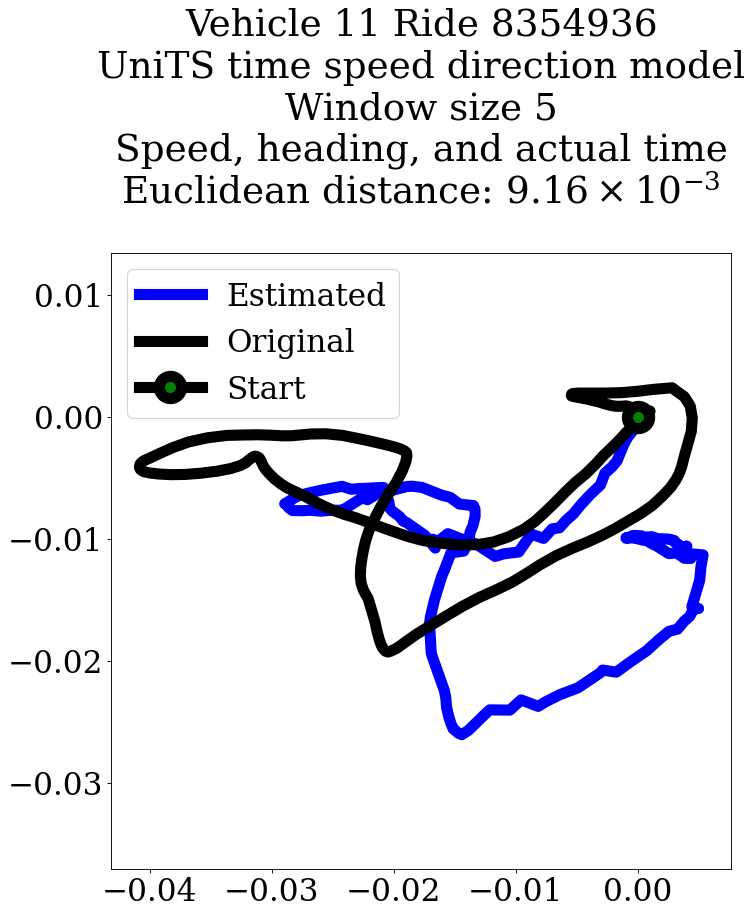 Vehicle 11 Ride 8354936
UniTS time speed direction model
Window size 5
Speed, heading, and actual time
Euclidean distance: 9.16 × 10⁻³
Estimated
Original
Start
0.01
0.00
−0.01
−0.02
−0.03
−0.04 −0.03 −0.02 −0.01 0.00